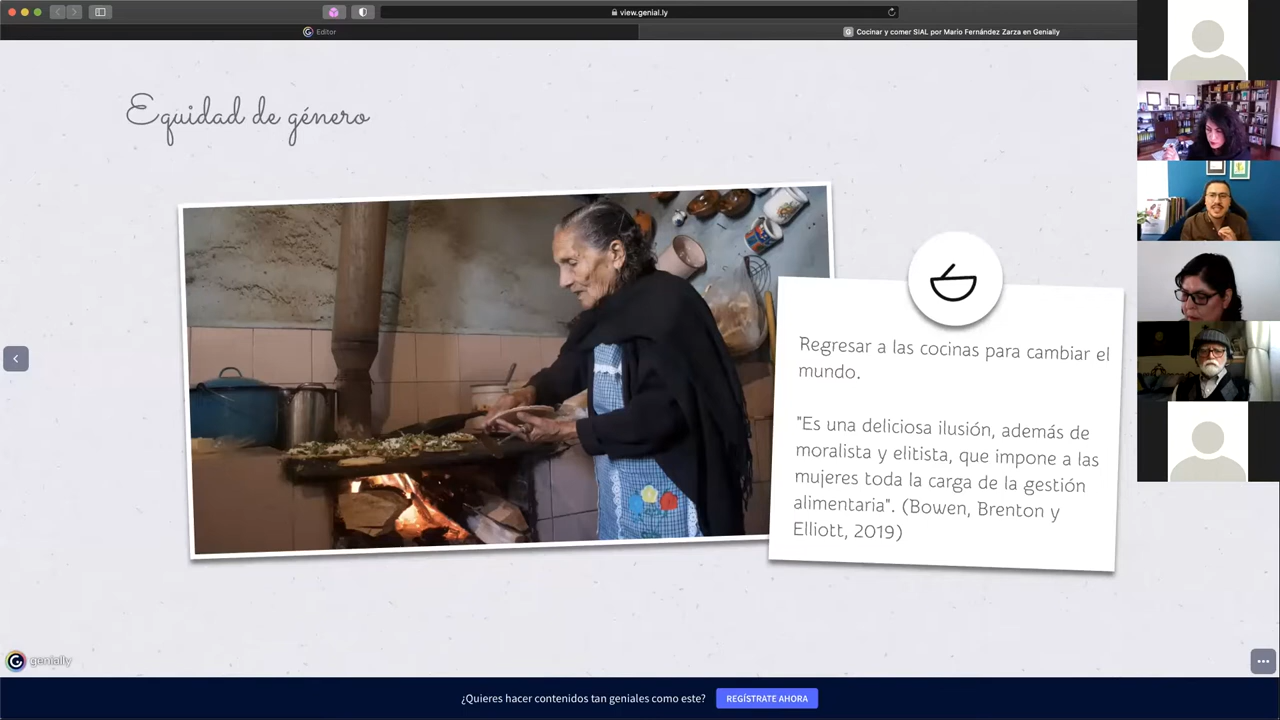 view.genial.ly
Editor
Cocinar y comer SIAL por Mario Fernández Zarza en Genially
Equidad de género
Regresar a las cocinas para cambiar el
mundo.
"Es una deliciosa ilusión, además de
moralista y elitista, que impone a las
mujeres toda la carga de la gestión
alimentaria". (Bowen, Brenton y
Elliott, 2019)
genially
¿Quieres hacer contenidos tan geniales como este?
REGÍSTRATE AHORA